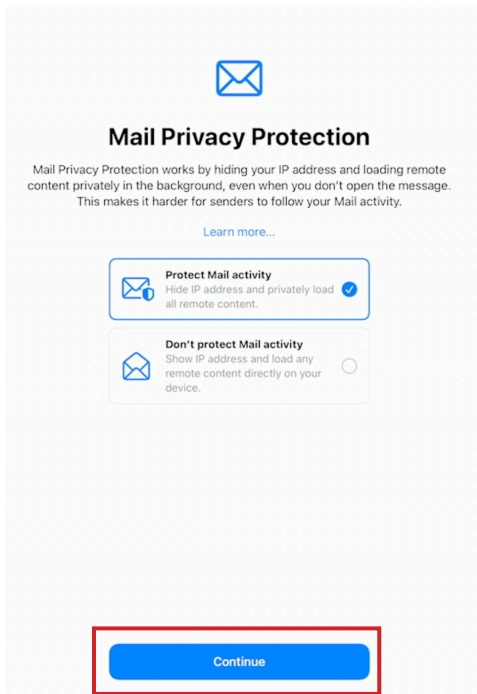 Mail Privacy Protection
Mail Privacy Protection works by hiding your IP address and loading remote
content privately in the background, even when you don't open the message.
This makes it harder for senders to follow your Mail activity.
Learn more...
Protect Mail activity
Hide IP address and privately load
all remote content.
Don't protect Mail activity
Show IP address and load any
remote content directly on your
device.
Continue